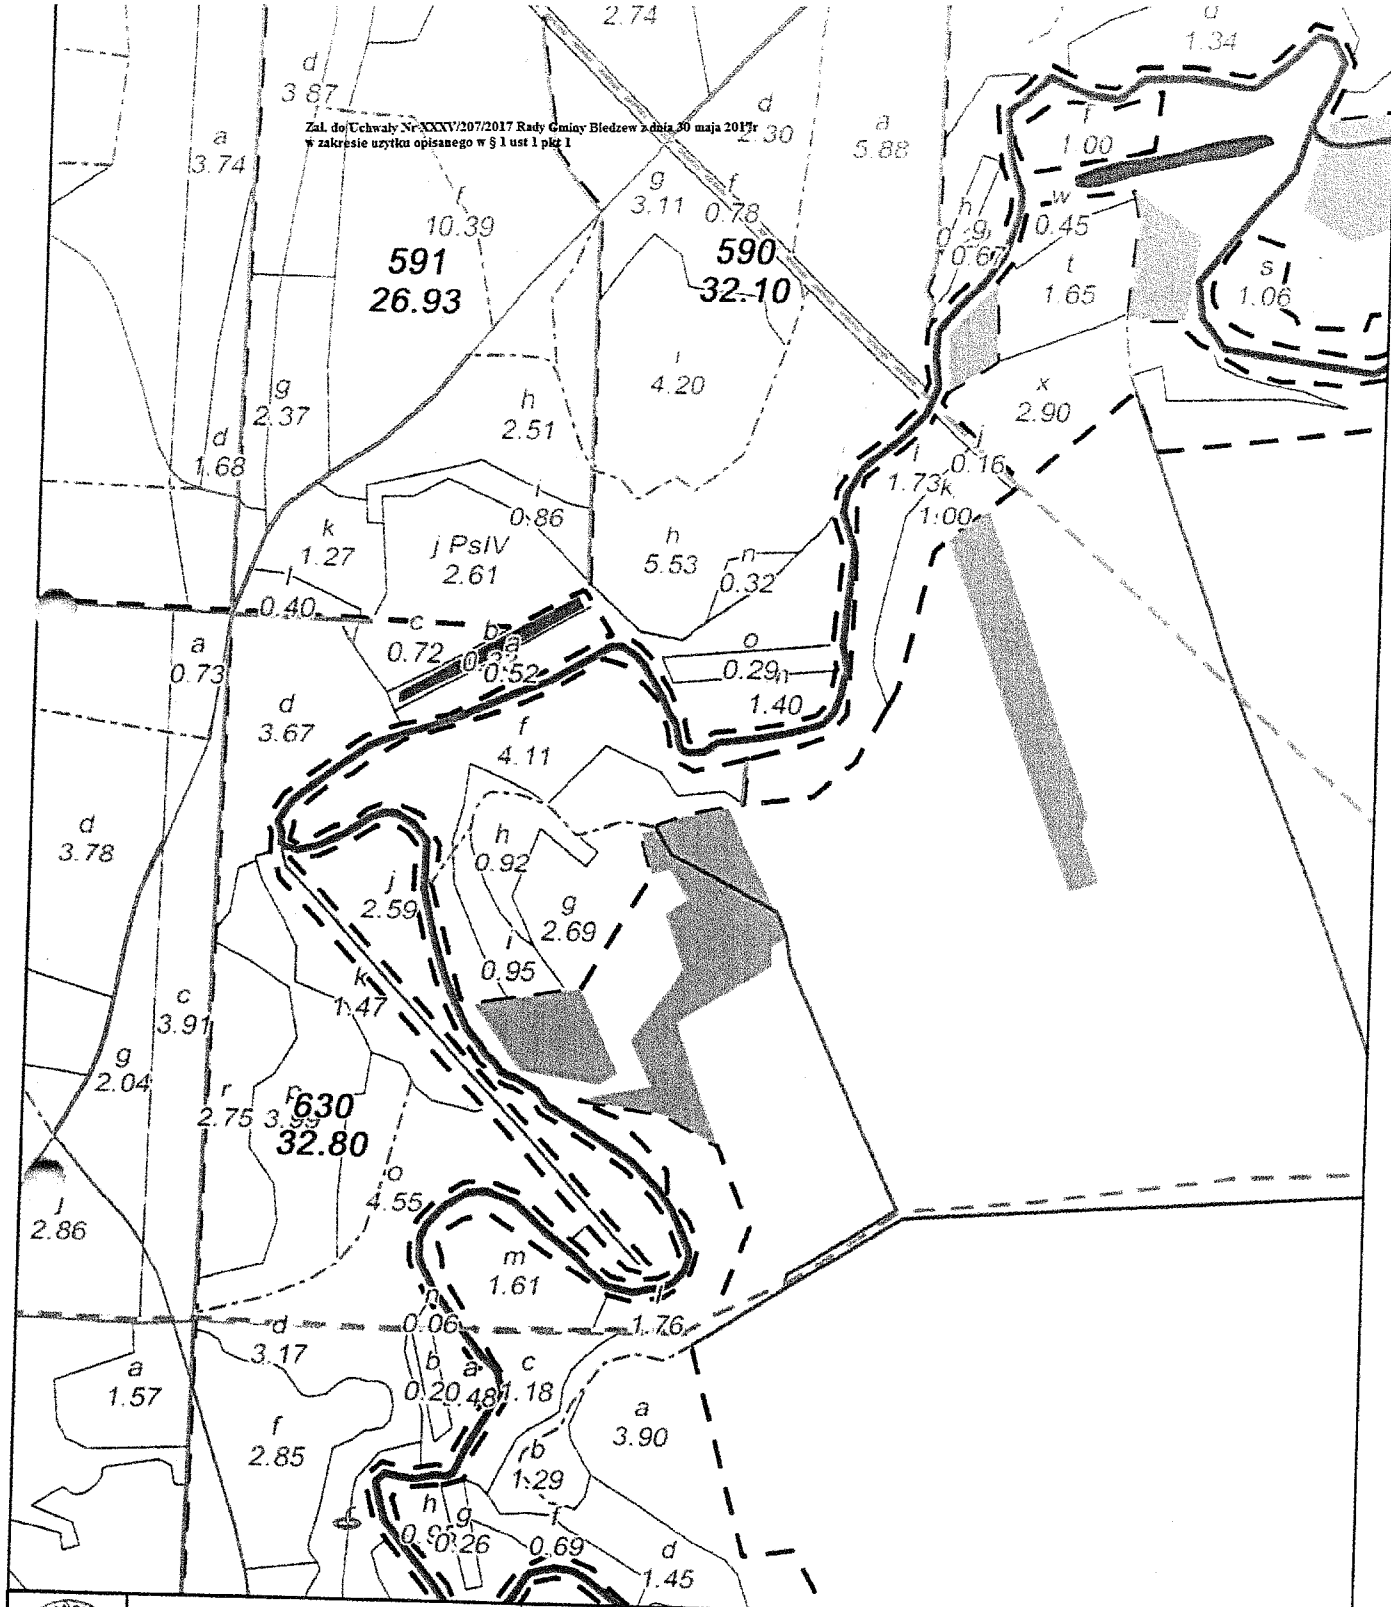 2.74
u
1.34
d
3.87
Zał. do Uchwały Nr XXXV/207/2017 Rady Gminy Bledzew z dnia 30 maja 2017r
w zakresie użytku opisanego w § 1 ust 1 pkt 1
d
2.30
a
5.88
a
3.74
1.00
f
10.39
g
3.11
f
0.78
h
g
0.67
w
0.45
591
26.93
590
32.10
t
1.65
s
1.06
i
4.20
g
2.37
h
2.51
x
2.90
d
1.68
j
0.16
i
1.73
k
1.00
i
0.86
k
1.27
j PsIV
2.61
h
5.53
n
0.32
l
0.40
c
0.72
b
a
0.52
o
0.29
n
1.40
a
0.73
d
3.67
f
4.11
d
3.78
h
0.92
j
2.59
g
2.69
i
0.95
k
1.47
c
3.91
g
2.04
r
2.75
p
3.99
630
32.80
o
4.55
j
2.86
m
1.61
n
0.06
l
1.76
d
3.17
a
1.57
b
0.20
a
c
1.18
a
3.90
f
2.85
b
1.29
h
g
0.26
f
0.69
d
1.45